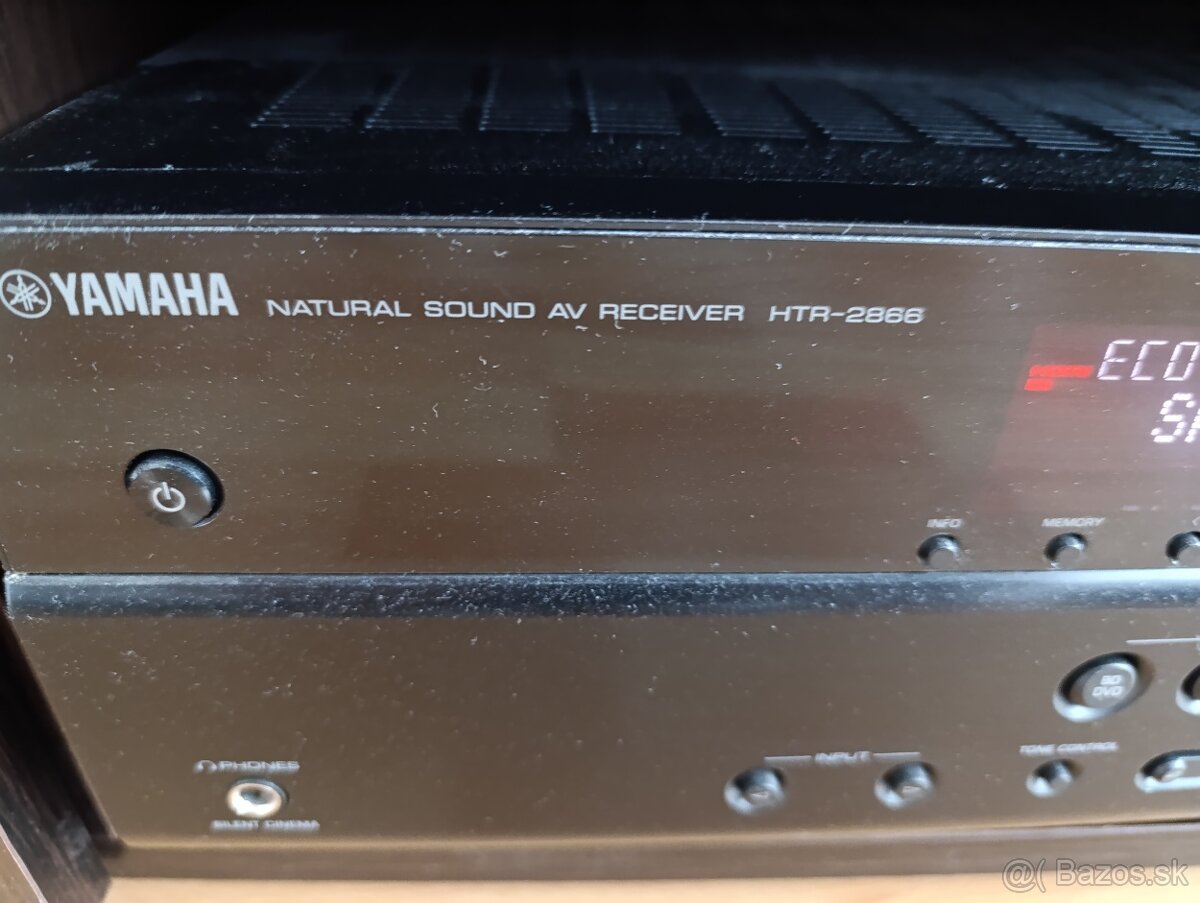 YAMAHA NATURAL SOUND AV RECEIVER HTR-2866
ECO
INFO MEMORY
BD
DVD
INPUT TONE CONTROL
PHONES
SILENT CINEMA
@( Bazos.sk